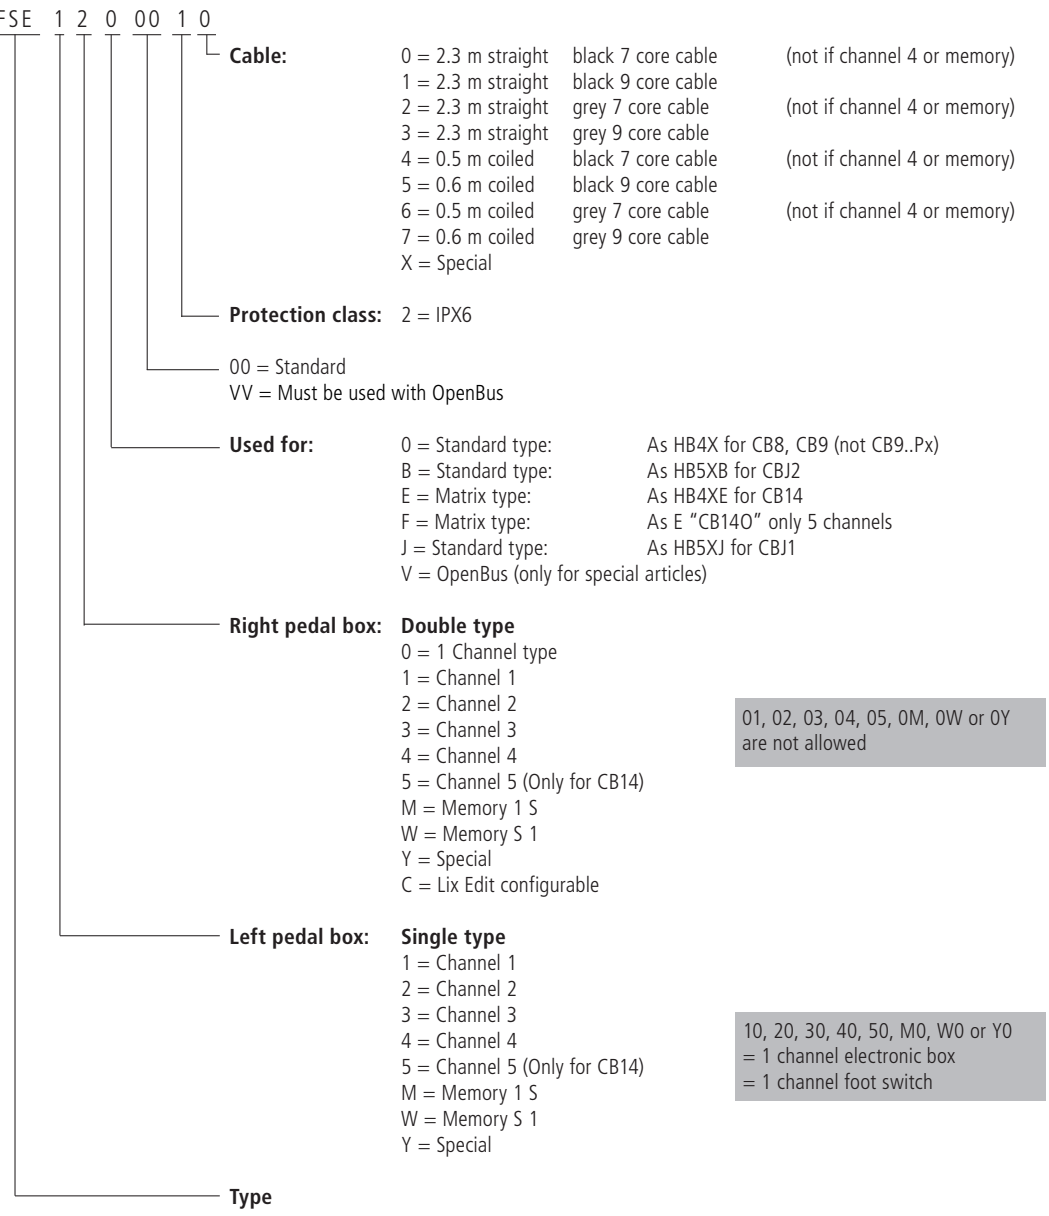 FSE 1 2 0 00 1 0
Cable: 0 = 2.3 m straight black 7 core cable (not if channel 4 or memory)
1 = 2.3 m straight black 9 core cable
2 = 2.3 m straight grey 7 core cable (not if channel 4 or memory)
3 = 2.3 m straight grey 9 core cable
4 = 0.5 m coiled black 7 core cable (not if channel 4 or memory)
5 = 0.6 m coiled black 9 core cable
6 = 0.5 m coiled grey 7 core cable (not if channel 4 or memory)
7 = 0.6 m coiled grey 9 core cable
X = Special
Protection class: 2 = IPX6
00 = Standard
VV = Must be used with OpenBus
Used for: 0 = Standard type: As HB4X for CB8, CB9 (not CB9..Px)
B = Standard type: As HB5XB for CBJ2
E = Matrix type: As HB4XE for CB14
F = Matrix type: As E “CB14O” only 5 channels
J = Standard type: As HB5XJ for CBJ1
V = OpenBus (only for special articles)
Right pedal box: Double type
0 = 1 Channel type
1 = Channel 1
2 = Channel 2
3 = Channel 3
4 = Channel 4
5 = Channel 5 (Only for CB14)
M = Memory 1 S
W = Memory S 1
Y = Special
C = Lix Edit configurable
01, 02, 03, 04, 05, 0M, 0W or 0Y
are not allowed
Left pedal box: Single type
1 = Channel 1
2 = Channel 2
3 = Channel 3
4 = Channel 4
5 = Channel 5 (Only for CB14)
M = Memory 1 S
W = Memory S 1
Y = Special
10, 20, 30, 40, 50, M0, W0 or Y0
= 1 channel electronic box
= 1 channel foot switch
Type